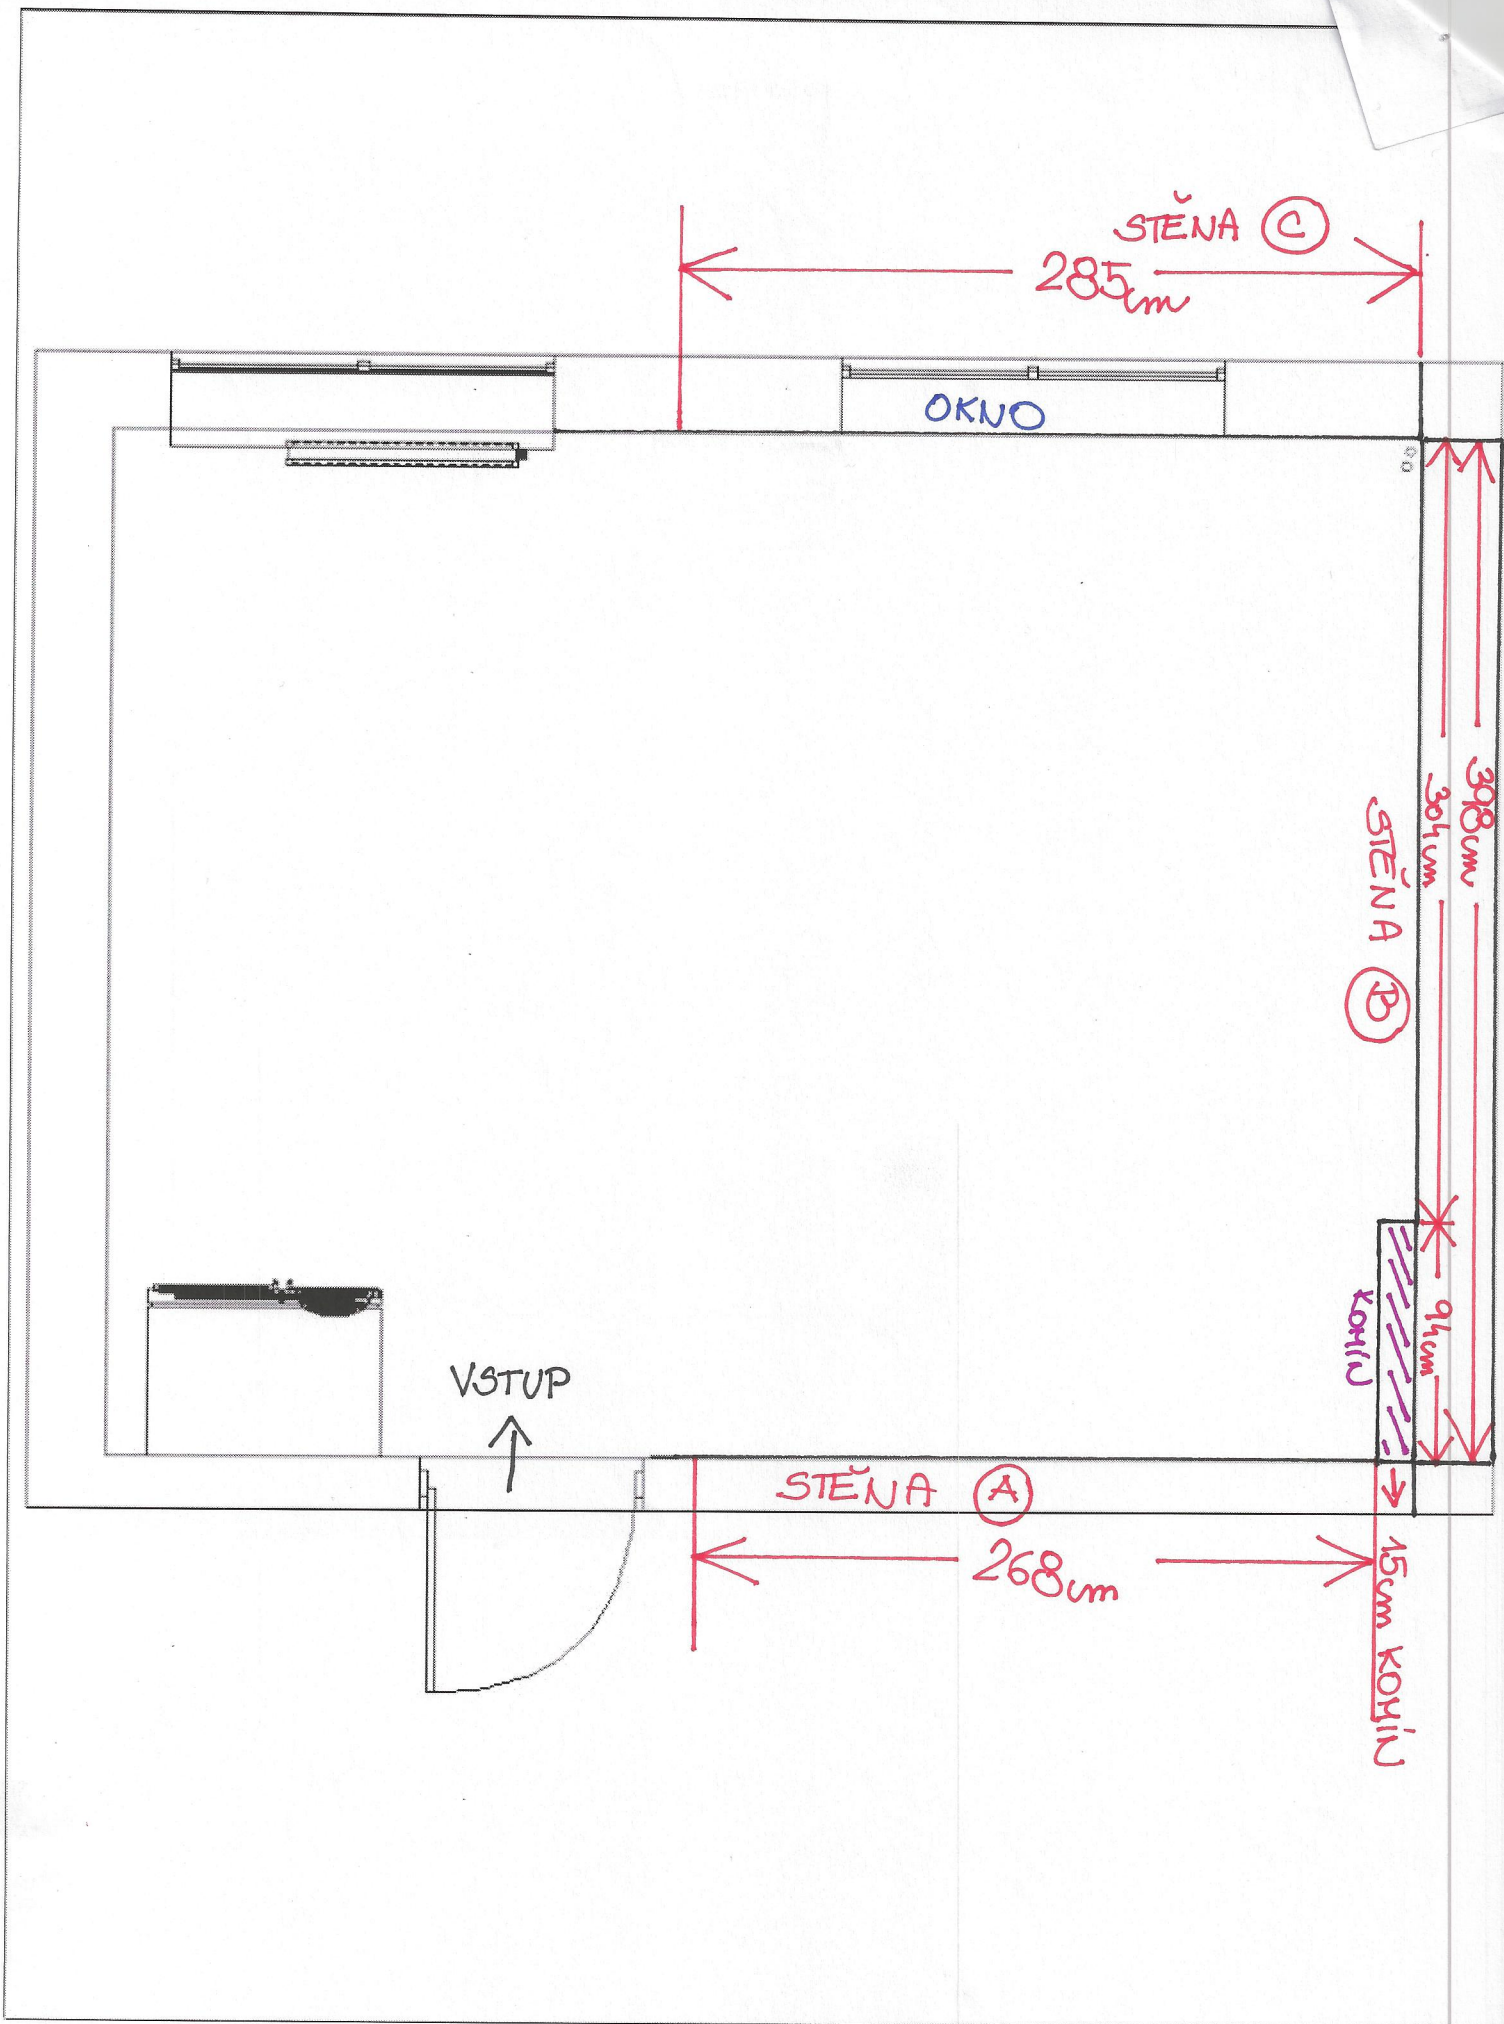 STĚNA C
285cm
OKNO
398cm
304cm
STĚNA B
94cm
KOMÍN
VSTUP
STĚNA A
268cm
15cm KOMÍN